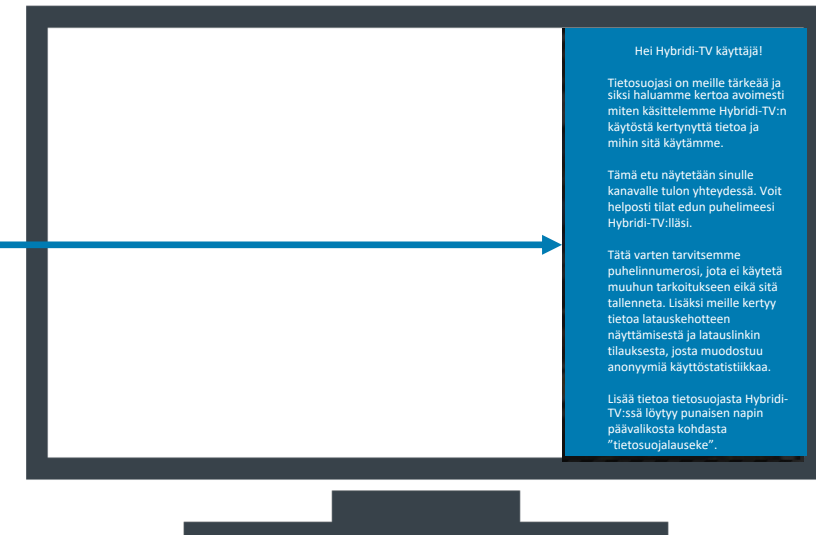 Hei Hybridi-TV käyttäjä!
Tietosuojasi on meille tärkeää ja
siksi haluamme kertoa avoimesti
miten käsittelemme Hybridi-TV:n
käytöstä kertynyttä tietoa ja
mihin sitä käytämme.
Tämä etu näytetään sinulle
kanavalle tulon yhteydessä. Voit
helposti tilat edun puhelimeesi
Hybridi-TV:lläsi.
Tätä varten tarvitsemme
puhelinnumerosi, jota ei käytetä
muuhun tarkoitukseen eikä sitä
tallenneta. Lisäksi meille kertyy
tietoa latauskehotteen
näyttämisestä ja latauslinkin
tilauksesta, josta muodostuu
anonyymiä käyttöstatistiikkaa.
Lisää tietoa tietosuojasta Hybridi-
TV:ssä löytyy punaisen napin
päävalikosta kohdasta
”tietosuojalauseke”.